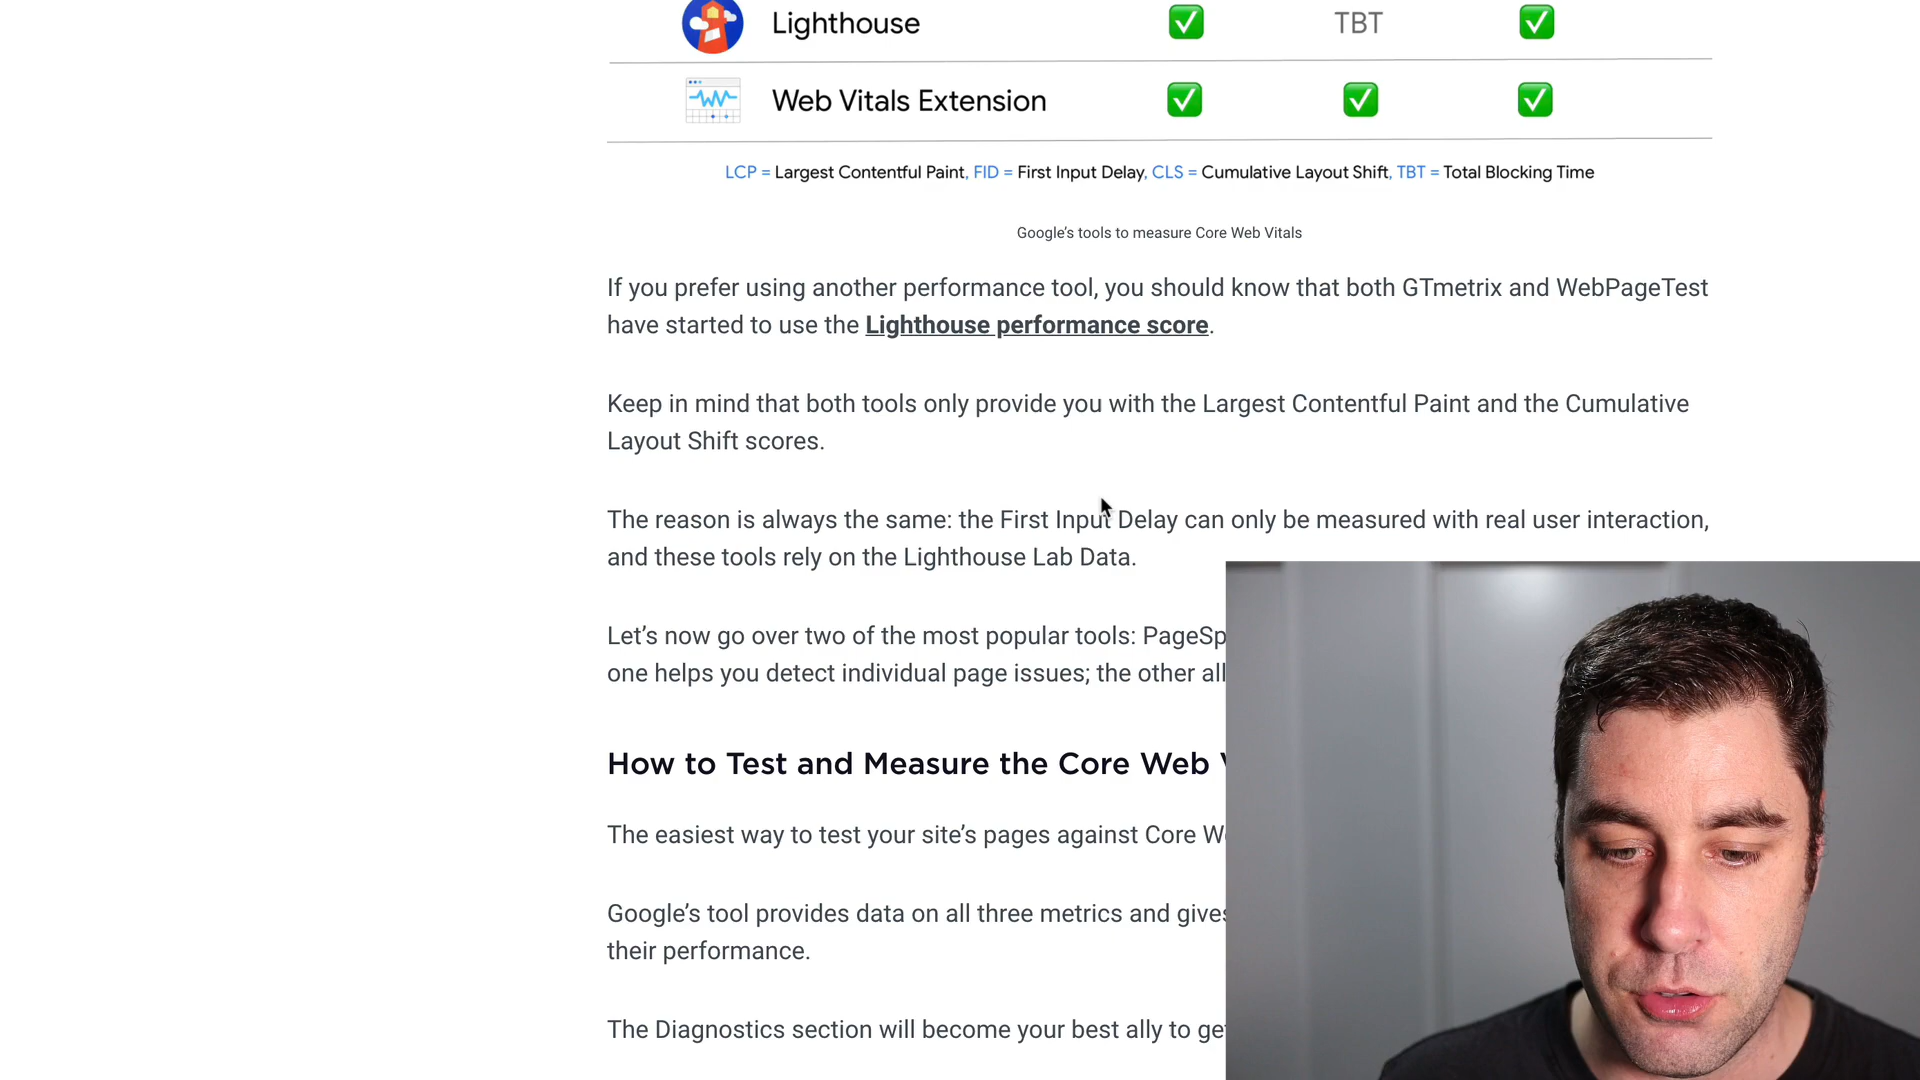 Lighthouse TBT
Web Vitals Extension
LCP = Largest Contentful Paint, FID = First Input Delay, CLS = Cumulative Layout Shift, TBT = Total Blocking Time
Google’s tools to measure Core Web Vitals
If you prefer using another performance tool, you should know that both GTmetrix and WebPageTest
have started to use the Lighthouse performance score.
Keep in mind that both tools only provide you with the Largest Contentful Paint and the Cumulative
Layout Shift scores.
The reason is always the same: the First Input Delay can only be measured with real user interaction,
and these tools rely on the Lighthouse Lab Data.
Let’s now go over two of the most popular tools:
one helps you detect individual page issues; the other
How to Test and Measure the Core Web
The easiest way to test your site’s pages against Core
Google’s tool provides data on all three metrics and
their performance.
The Diagnostics section will become your best ally to